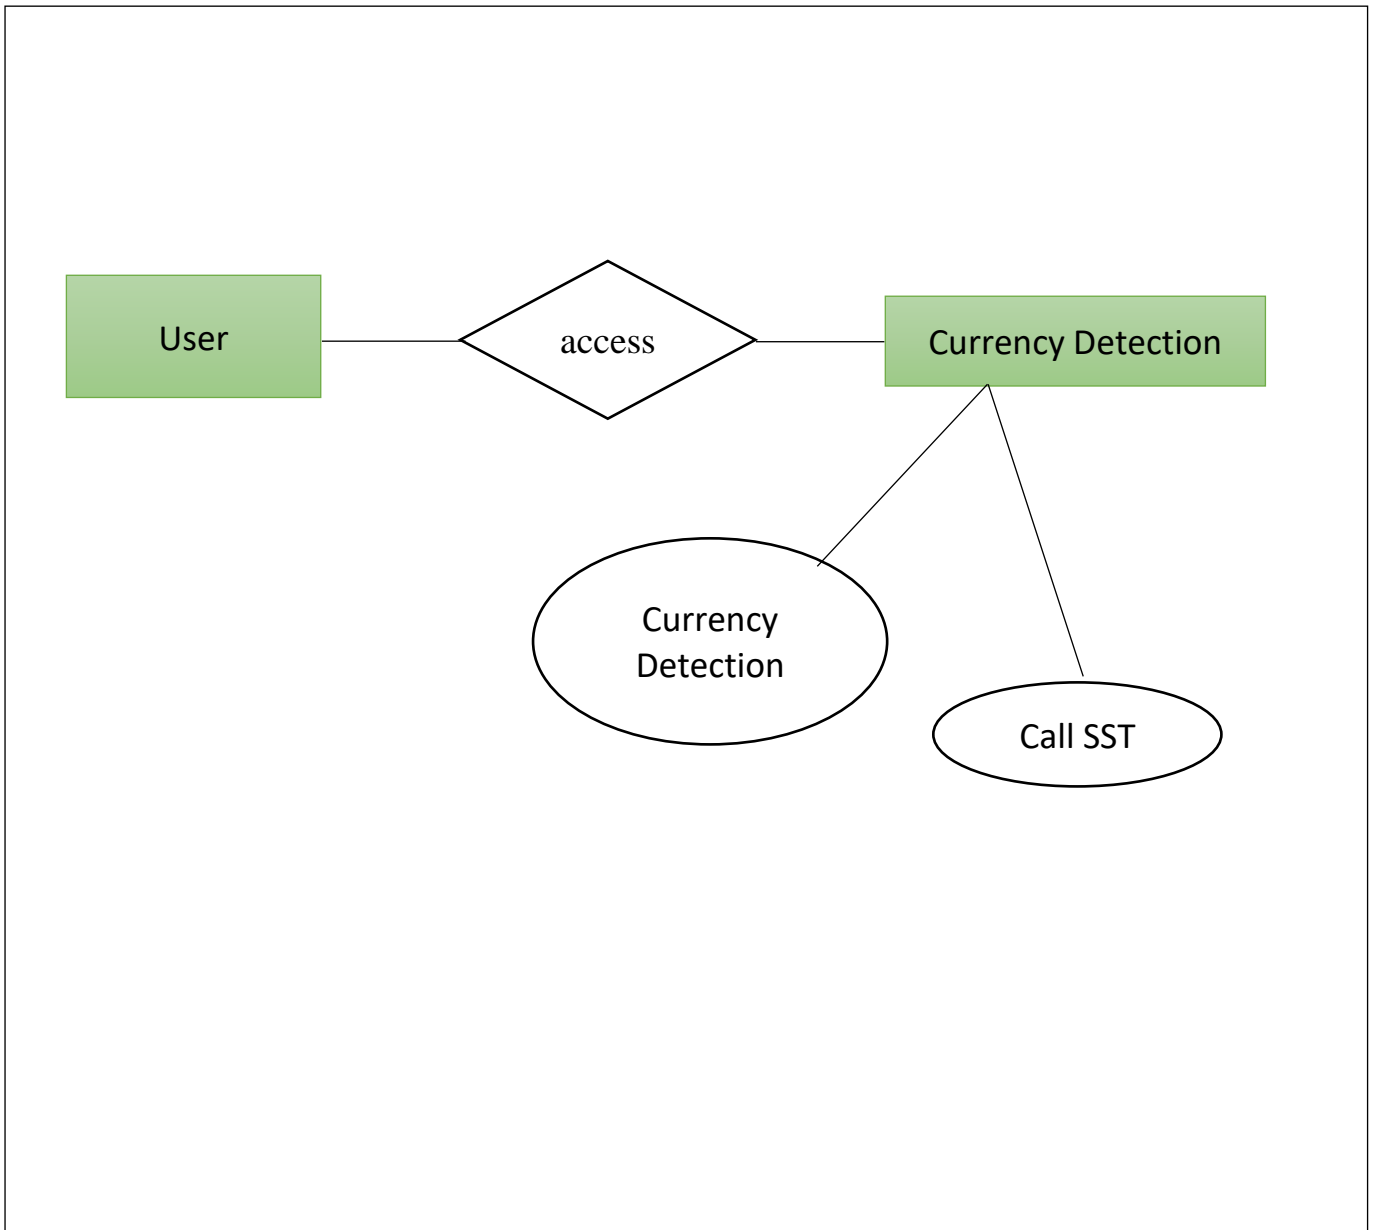 User
access
Currency Detection
Currency
Detection
Call SST